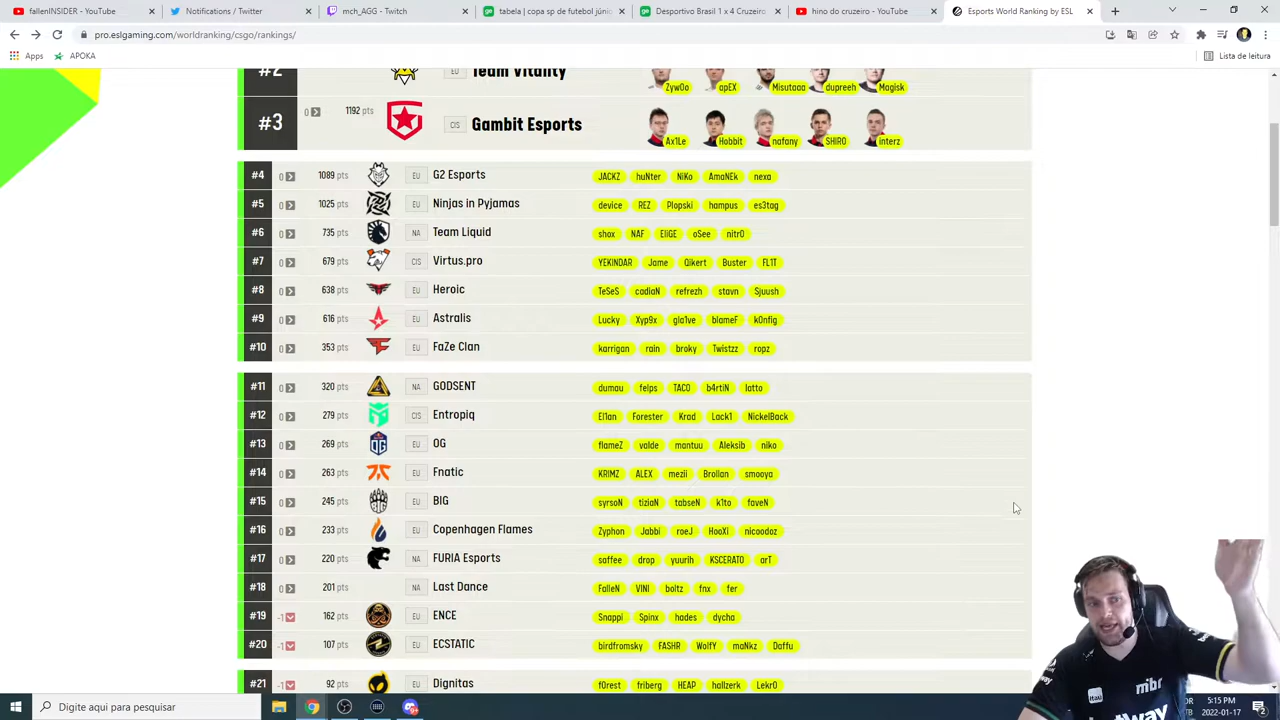 fallenINSIDER - YouTube
Notifications / Twitter
mch_AGG - Twitch
tabela | copa sp de futebol júnio
Desportivo Brasil 1 x 4 Cruzeiro
hino do cruzeiro - YouTube
Esports World Ranking by ESL
pro.eslgaming.com/worldranking/csgo/rankings/
Apps APOKA Lista de leitura
#2 EU Team Vitality ZywOo apEX Misutaaa dupreeh Magisk
#3 0 1192 pts CIS Gambit Esports Ax1Le Hobbit nafany SH1R0 interz
#4 0 1089 pts EU G2 Esports JACKZ huNter NiKo AmaNEk nexa
#5 0 1025 pts EU Ninjas in Pyjamas device REZ Plopski hampus es3tag
#6 0 735 pts NA Team Liquid shox NAF EliGE oSee nitr0
#7 0 679 pts CIS Virtus.pro YEKINDAR Jame Qikert Buster FL1T
#8 0 638 pts EU Heroic TeSeS cadiaN refrezh stavn Sjuush
#9 0 616 pts EU Astralis Lucky Xyp9x gla1ve blameF k0nfig
#10 0 353 pts EU FaZe Clan karrigan rain broky Twistzz ropz
#11 0 320 pts NA GODSENT dumau felps TACO b4rtiN latto
#12 0 279 pts CIS Entropiq El1an Forester Krad Lack1 NickelBack
#13 0 269 pts EU OG flameZ valde mantuu Aleksib niko
#14 0 263 pts EU Fnatic KRIMZ ALEX mezii Brollan smooya
#15 0 245 pts EU BIG syrsoN tiziaN tabseN k1to faveN
#16 0 233 pts EU Copenhagen Flames Zyphon Jabbi roeJ HooXi nicoodoz
#17 0 220 pts NA FURIA Esports saffee drop yuurih KSCERATO arT
#18 0 201 pts NA Last Dance FalleN VINI boltz fnx fer
#19 -1 162 pts EU ENCE Snappi Spinx hades dycha
#20 -1 107 pts EU ECSTATIC birdfromsky FASHR WolfY maNkz Daffu
#21 -1 92 pts EU Dignitas f0rest friberg HEAP hallzerk Lekr0
itaú
mbr
Digite aqui para pesquisar
5:15 PM
2022-01-17
2